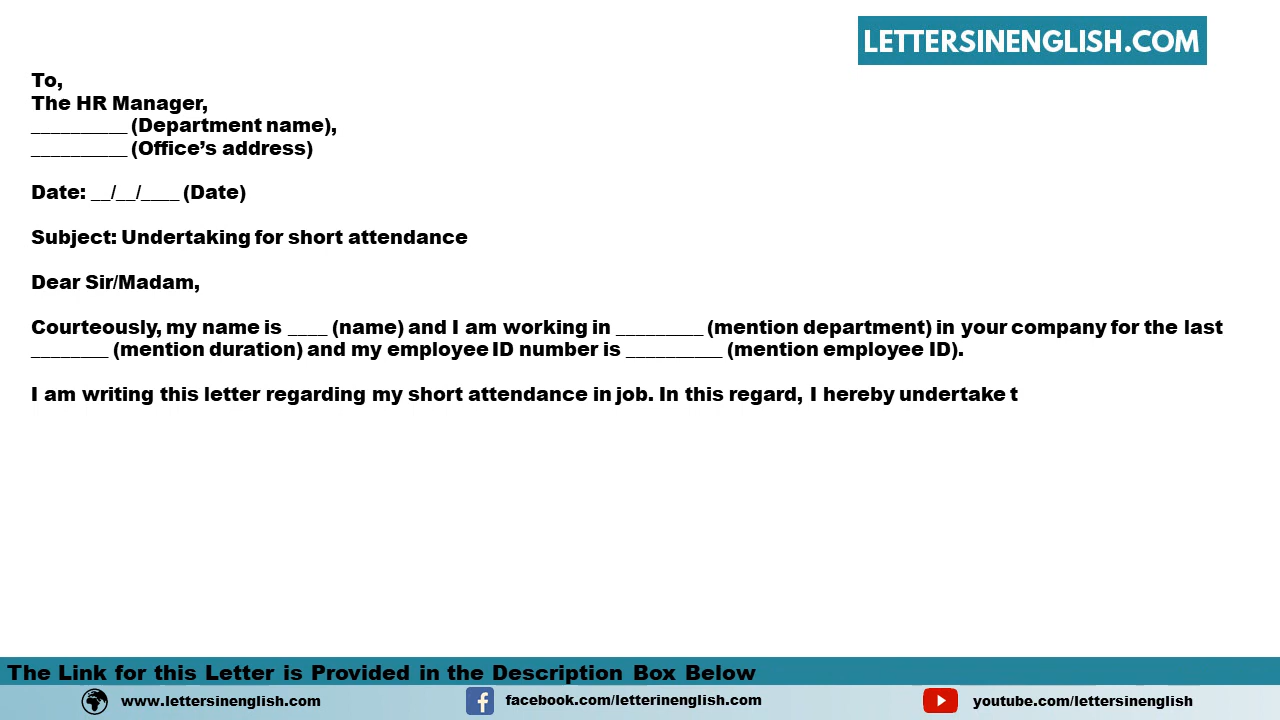 LETTERSINENGLISH.COM
To,
The HR Manager,
__________ (Department name),
__________ (Office’s address)
Date: __/__/____ (Date)
Subject: Undertaking for short attendance
Dear Sir/Madam,
Courteously, my name is ____ (name) and I am working in _________ (mention department) in your company for the last
________ (mention duration) and my employee ID number is __________ (mention employee ID).
I am writing this letter regarding my short attendance in job. In this regard, I hereby undertake t
The Link for this Letter is Provided in the Description Box Below
www.lettersinenglish.com
facebook.com/letterinenglish.com
youtube.com/lettersinenglish